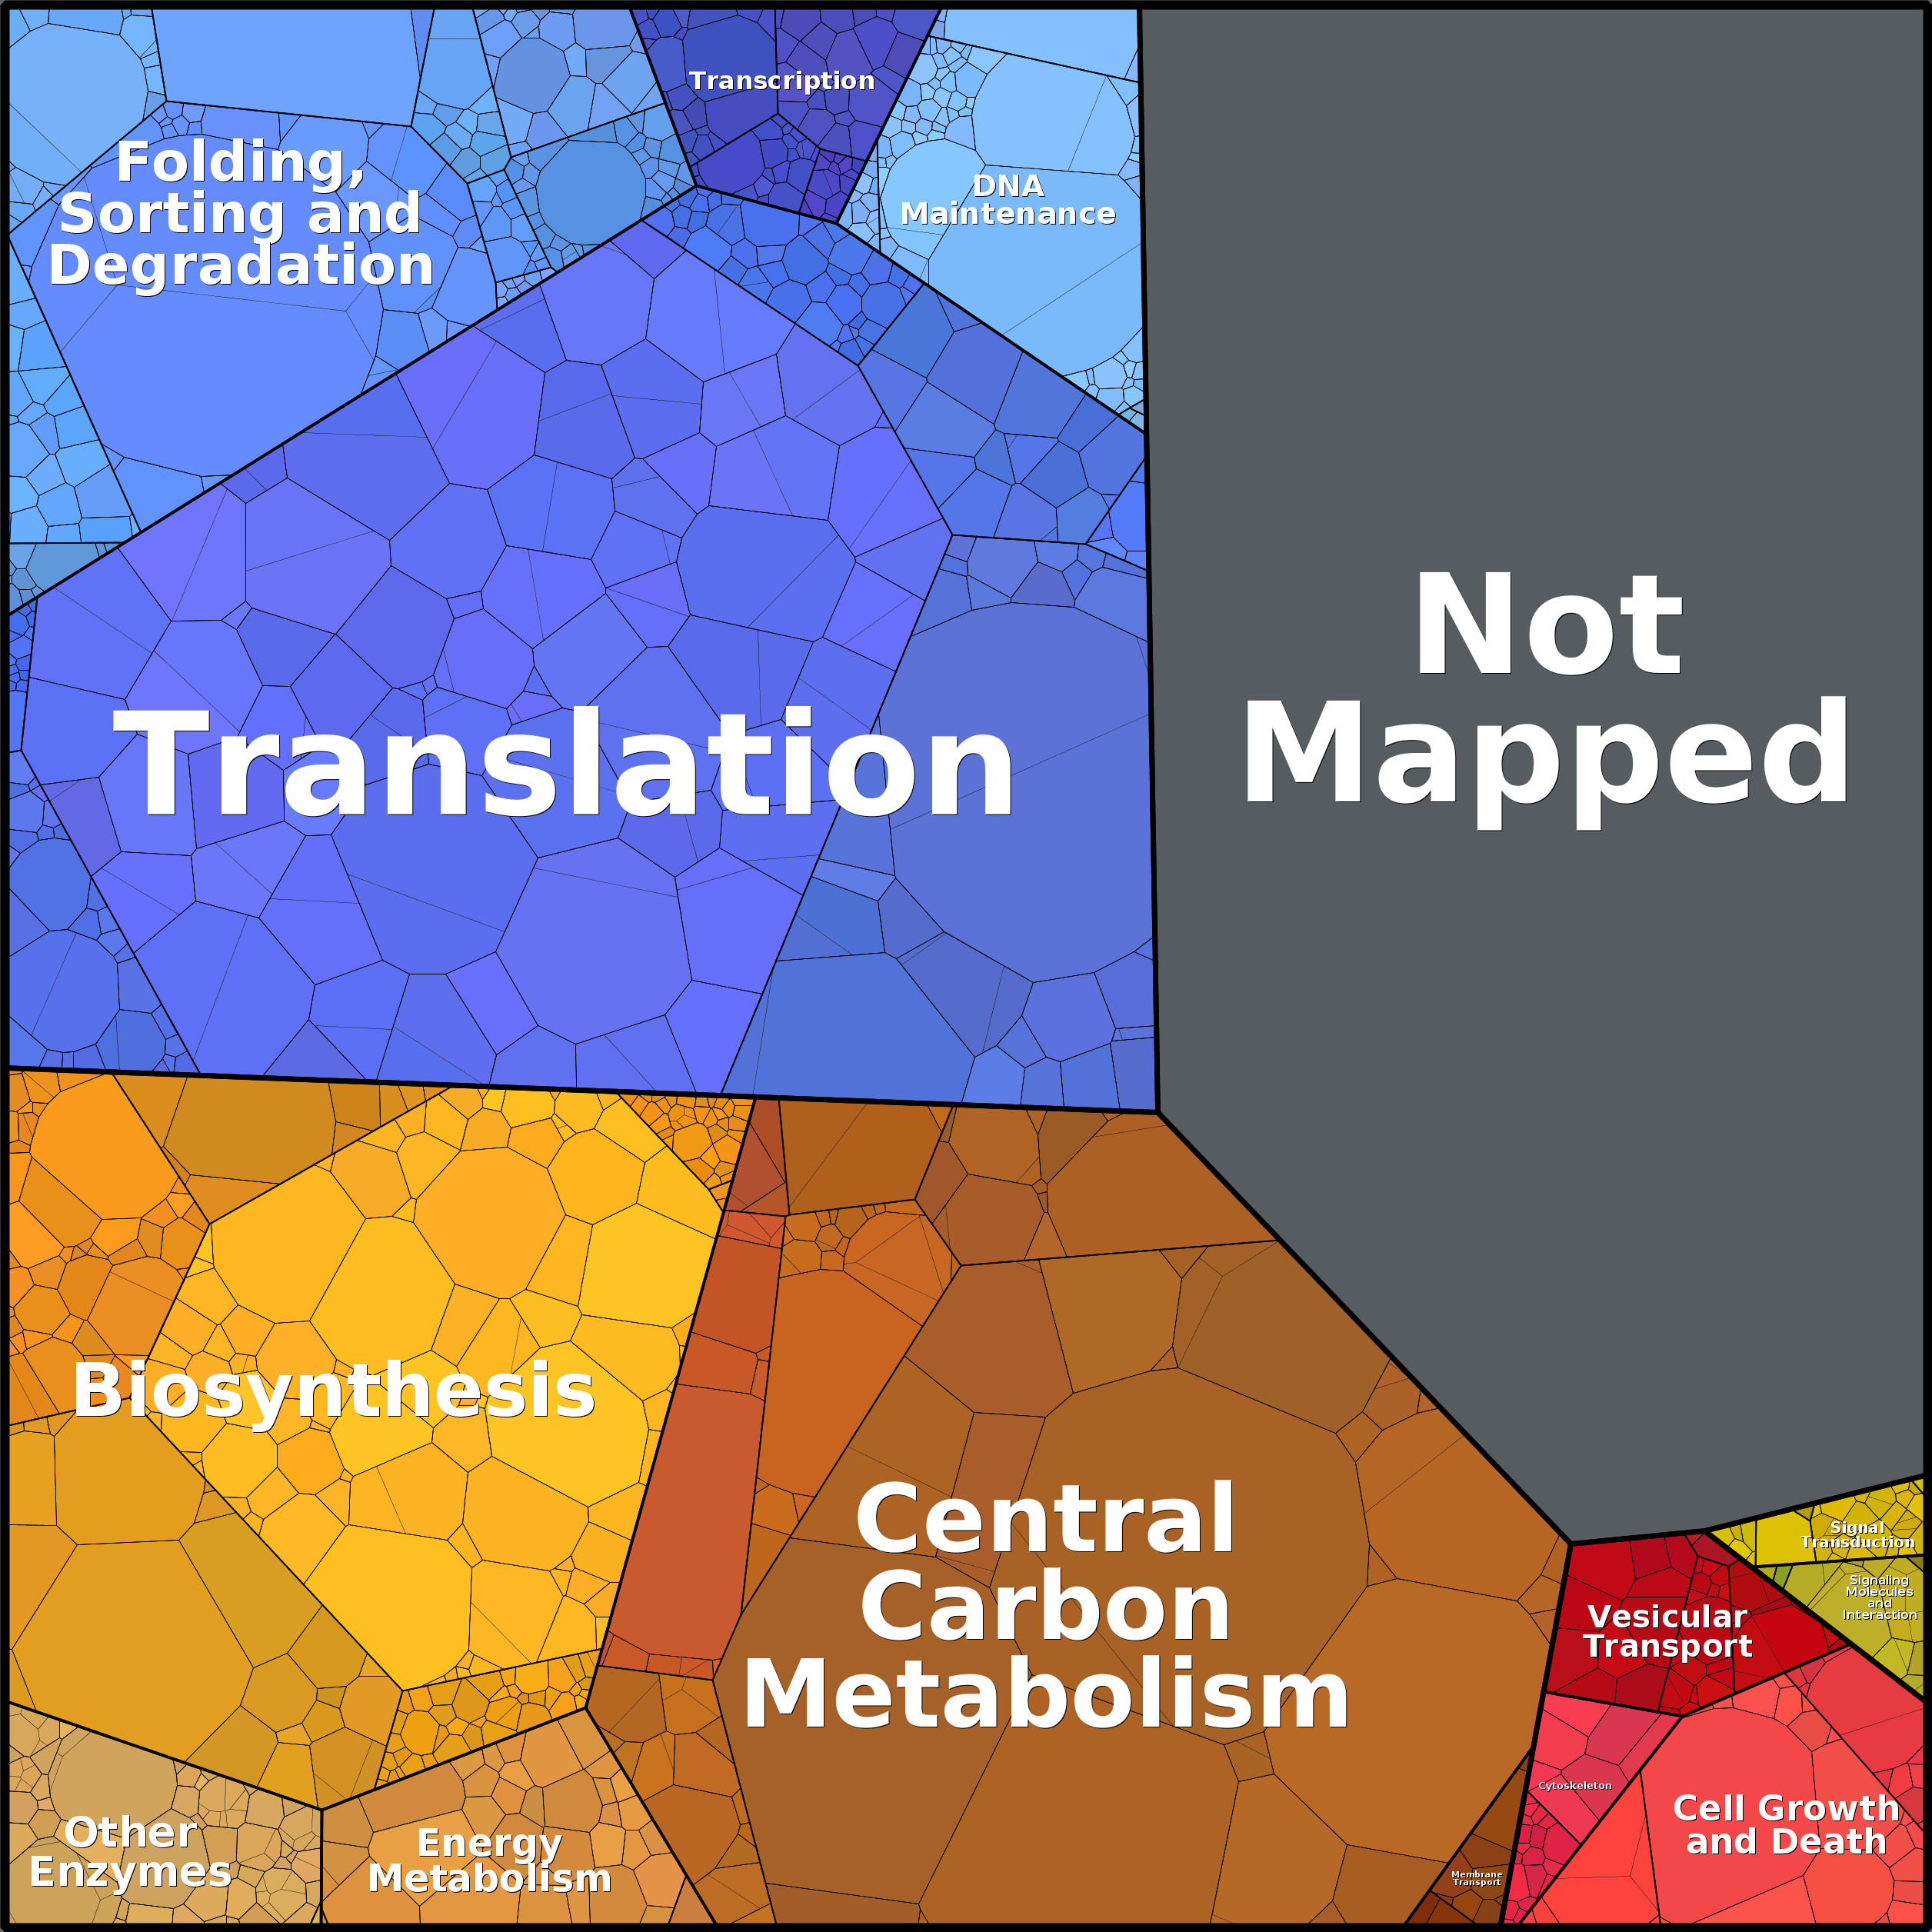 Transcription
Folding,
Sorting and
Degradation
DNA
Maintenance
Not
Mapped
Translation
Biosynthesis
Central
Carbon
Metabolism
Signal
Transduction
Signaling
Molecules
and
Interaction
Vesicular
Transport
Cytoskeleton
Cell Growth
and Death
Other
Enzymes
Energy
Metabolism
Membrane
Transport